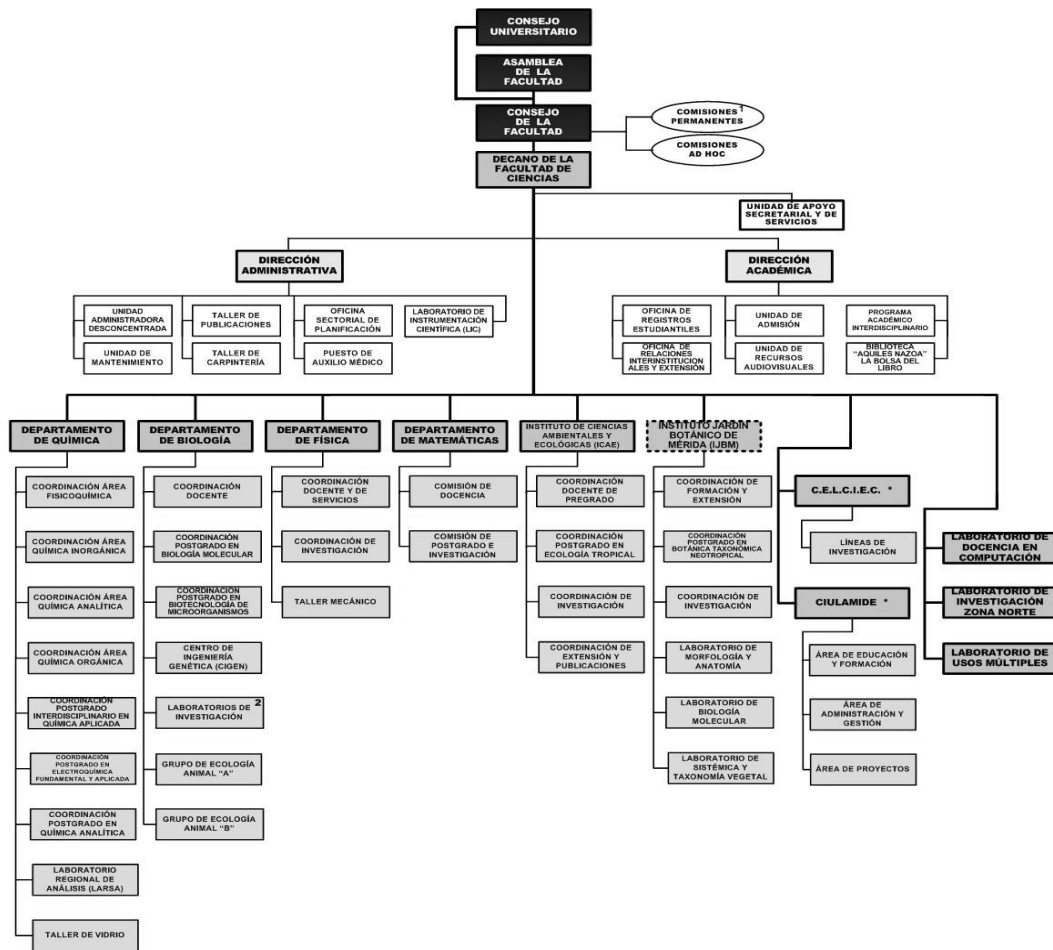 CONSEJO
UNIVERSITARIO
ASAMBLEA
DE LA
FACULTAD
CONSEJO
DE LA
FACULTAD
COMISIONES 1
PERMANENTES
COMISIONES
AD HOC
DECANO DE LA
FACULTAD DE
CIENCIAS
UNIDAD DE APOYO
SECRETARIAL Y DE
SERVICIOS
DIRECCIÓN
ADMINISTRATIVA
DIRECCIÓN
ACADÉMICA
UNIDAD
ADMINISTRADORA
DESCONCENTRADA
TALLER DE
PUBLICACIONES
OFICINA
SECTORIAL DE
PLANIFICACIÓN
LABORATORIO DE
INSTRUMENTACIÓN
CIENTÍFICA (LIC)
UNIDAD DE
MANTENIMIENTO
TALLER DE
CARPINTERÍA
PUESTO DE
AUXILIO MÉDICO
OFICINA DE
REGISTROS
ESTUDIANTILES
UNIDAD DE
ADMISIÓN
PROGRAMA
ACADÉMICO
INTERDISCIPLINARIO
OFICINA DE
RELACIONES
INTERINSTITUCION
ALES Y EXTENSIÓN
UNIDAD DE
RECURSOS
AUDIOVISUALES
BIBLIOTECA
"AQUILES NAZOA"
LA BOLSA DEL
LIBRO
DEPARTAMENTO
DE QUÍMICA
COORDINACIÓN ÁREA
FISICOQUÍMICA
COORDINACIÓN ÁREA
QUÍMICA INORGÁNICA
COORDINACIÓN ÁREA
QUÍMICA ANALÍTICA
COORDINACIÓN ÁREA
QUÍMICA ORGÁNICA
COORDINACIÓN
POSTGRADO
INTERDISCIPLINARIO EN
QUÍMICA APLICADA
COORDINACIÓN
POSTGRADO EN
ELECTROQUÍMICA
FUNDAMENTAL Y APLICADA
COORDINACIÓN
POSTGRADO EN
QUÍMICA ANALÍTICA
LABORATORIO
REGIONAL DE
ANÁLISIS (LARSA)
TALLER DE VIDRIO
DEPARTAMENTO
DE BIOLOGÍA
COORDINACIÓN
DOCENTE
COORDINACIÓN
POSTGRADO EN
BIOLOGÍA MOLECULAR
COORDINACIÓN
POSTGRADO EN
BIOTECNOLOGÍA DE
MICROORGANISMOS
CENTRO DE
INGENIERÍA
GENÉTICA (CIGEN)
LABORATORIOS DE 2
INVESTIGACIÓN
GRUPO DE ECOLOGÍA
ANIMAL "A"
GRUPO DE ECOLOGÍA
ANIMAL "B"
DEPARTAMENTO
DE FÍSICA
COORDINACIÓN
DOCENTE Y DE
SERVICIOS
COORDINACIÓN DE
INVESTIGACIÓN
TALLER MECÁNICO
DEPARTAMENTO
DE MATEMÁTICAS
COMISIÓN DE
DOCENCIA
COMISIÓN DE
POSTGRADO E
INVESTIGACIÓN
INSTITUTO DE CIENCIAS
AMBIENTALES Y
ECOLÓGICAS (ICAE)
COORDINACIÓN
DOCENTE DE
PREGRADO
COORDINACIÓN
POSTGRADO EN
ECOLOGÍA TROPICAL
COORDINACIÓN
DE INVESTIGACIÓN
COORDINACIÓN DE
EXTENSIÓN Y
PUBLICACIONES
INSTITUTO JARDIN
BOTÁNICO DE
MÉRIDA (IJBM)
COORDINACIÓN DE
FORMACIÓN Y
EXTENSIÓN
COORDINACIÓN
POSTGRADO EN
BOTÁNICA TAXONÓMICA
NEOTROPICAL
COORDINACIÓN DE
INVESTIGACIÓN
LABORATORIO DE
MORFOLOGÍA Y
ANATOMÍA
LABORATORIO DE
BIOLOGÍA
MOLECULAR
LABORATORIO DE
SISTÉMICA Y
TAXONOMÍA VEGETAL
C.E.L.C.I.E.C. *
LÍNEAS DE
INVESTIGACIÓN
CIULAMIDE *
ÁREA DE EDUCACIÓN
Y FORMACIÓN
ÁREA DE
ADMINISTRACIÓN Y
GESTIÓN
ÁREA DE PROYECTOS
LABORATORIO DE
DOCENCIA EN
COMPUTACIÓN
LABORATORIO DE
INVESTIGACIÓN
ZONA NORTE
LABORATORIO DE
USOS MÚLTIPLES